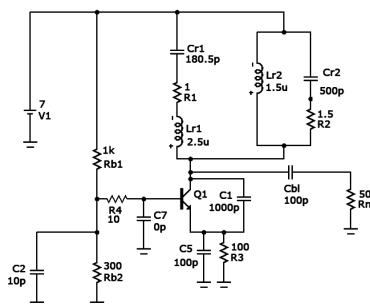 Cr1
180.5p
Lr2
1.5u
Cr2
500p
7
V1
1
R1
1.5
R2
Lr1
2.5u
1k
Rb1
Cbl
100p
Q1
C1
1000p
50
Rn
R4
10
C7
0p
C2
10p
300
Rb2
C5
100p
100
R3